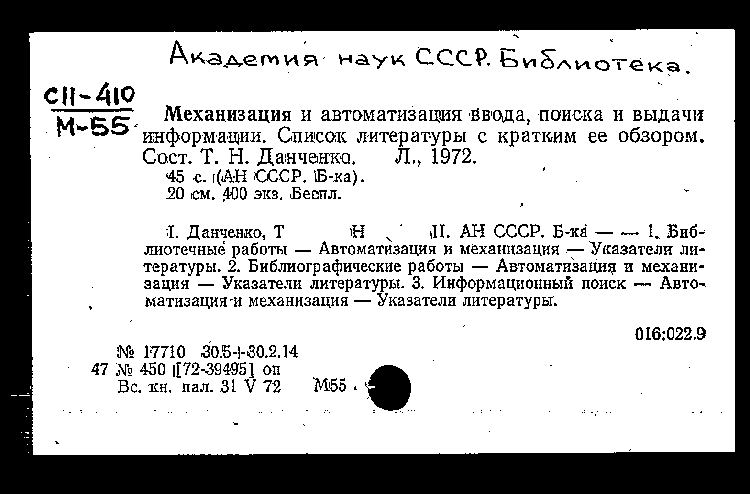 Академия наук СССР. Библиотека.
СII-410
М-55
Механизация и автоматизация ввода, поиска и выдачи
информации. Список литературы с кратким ее обзором.
Сост. Т. Н. Данченко. Л., 1972.
45 с. (АН СССР. Б-ка).
20 см. 400 экз. Беспл.
I. Данченко, Т Н II. АН СССР. Б-ка — — 1. Биб-
лиотечные работы — Автоматизация и механизация — Указатели ли-
тературы. 2. Библиографические работы — Автоматизация и механи-
зация — Указатели литературы. 3. Информационный поиск — Авто-
матизация и механизация — Указатели литературы.
016:022.9
№ 17710 30.5+30.2.14
47 № 450 [72-39495] оп
Вс. кн. пал. 31 V 72 М55